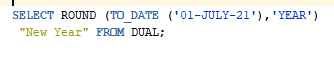 SELECT ROUND (TO_DATE ('01-JULY-21'),'YEAR')
"New Year" FROM DUAL;